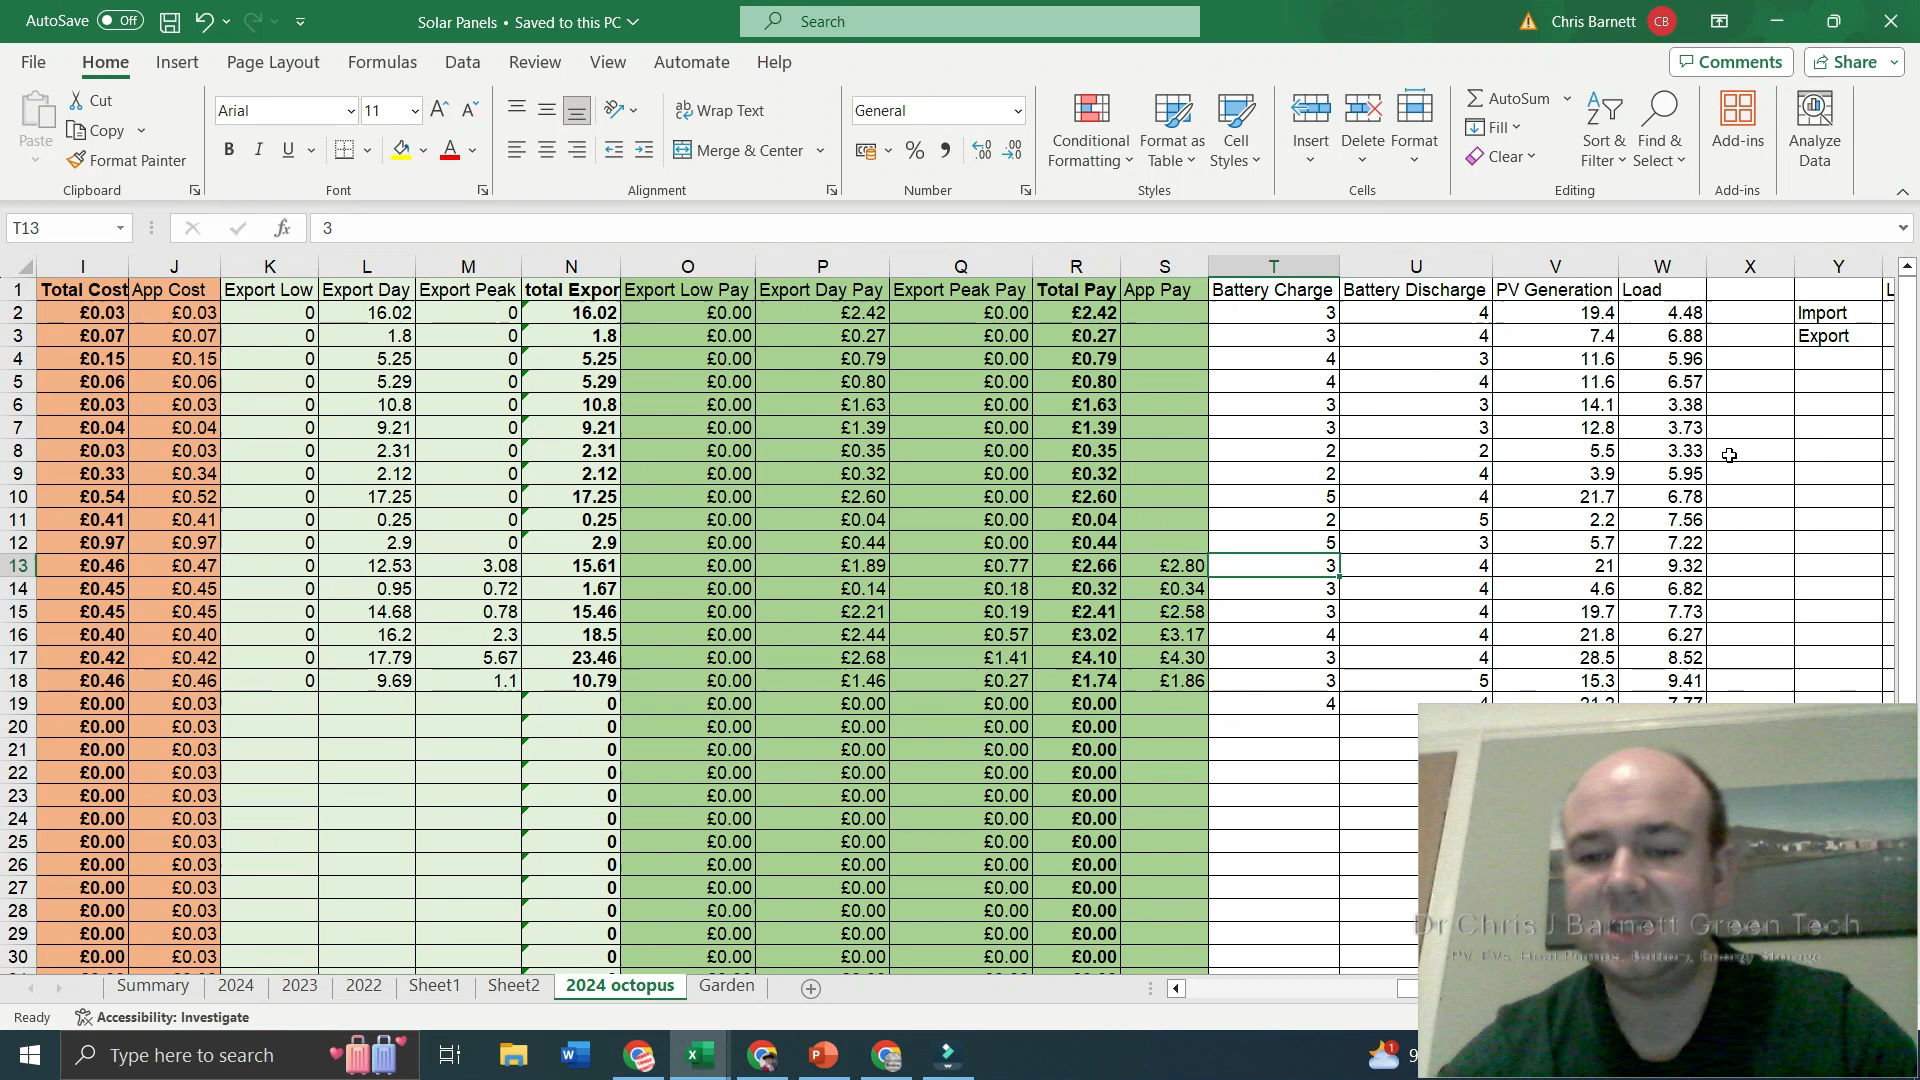 AutoSave Off Solar Panels • Saved to this PC Search Chris Barnett CB
File Home Insert Page Layout Formulas Data Review View Automate Help Comments Share
Paste Cut Copy Format Painter Clipboard
Arial 11 B I U A Font
Wrap Text Merge & Center Alignment
General % Number
Conditional Formatting Format as Table Cell Styles Styles
Insert Delete Format Cells
AutoSum Fill Clear Sort & Filter Find & Select Editing
Add-ins Add-ins
Analyze Data
T13 fx 3
I J K L M N O P Q R S T U V W X Y
1 Total Cost App Cost Export Low Export Day Export Peak total Expor Export Low Pay Export Day Pay Export Peak Pay Total Pay App Pay Battery Charge Battery Discharge PV Generation Load L
2 £0.03 £0.03 0 16.02 0 16.02 £0.00 £2.42 £0.00 £2.42 3 4 19.4 4.48 Import
3 £0.07 £0.07 0 1.8 0 1.8 £0.00 £0.27 £0.00 £0.27 3 4 7.4 6.88 Export
4 £0.15 £0.15 0 5.25 0 5.25 £0.00 £0.79 £0.00 £0.79 4 3 11.6 5.96
5 £0.06 £0.06 0 5.29 0 5.29 £0.00 £0.80 £0.00 £0.80 4 4 11.6 6.57
6 £0.03 £0.03 0 10.8 0 10.8 £0.00 £1.63 £0.00 £1.63 3 3 14.1 3.38
7 £0.04 £0.04 0 9.21 0 9.21 £0.00 £1.39 £0.00 £1.39 3 3 12.8 3.73
8 £0.03 £0.03 0 2.31 0 2.31 £0.00 £0.35 £0.00 £0.35 2 2 5.5 3.33
9 £0.33 £0.34 0 2.12 0 2.12 £0.00 £0.32 £0.00 £0.32 2 4 3.9 5.95
10 £0.54 £0.52 0 17.25 0 17.25 £0.00 £2.60 £0.00 £2.60 5 4 21.7 6.78
11 £0.41 £0.41 0 0.25 0 0.25 £0.00 £0.04 £0.00 £0.04 2 5 2.2 7.56
12 £0.97 £0.97 0 2.9 0 2.9 £0.00 £0.44 £0.00 £0.44 5 3 5.7 7.22
13 £0.46 £0.47 0 12.53 3.08 15.61 £0.00 £1.89 £0.77 £2.66 £2.80 3 4 21 9.32
14 £0.45 £0.45 0 0.95 0.72 1.67 £0.00 £0.14 £0.18 £0.32 £0.34 3 4 4.6 6.82
15 £0.45 £0.45 0 14.68 0.78 15.46 £0.00 £2.21 £0.19 £2.41 £2.58 3 4 19.7 7.73
16 £0.40 £0.40 0 16.2 2.3 18.5 £0.00 £2.44 £0.57 £3.02 £3.17 4 4 21.8 6.27
17 £0.42 £0.42 0 17.79 5.67 23.46 £0.00 £2.68 £1.41 £4.10 £4.30 3 4 28.5 8.52
18 £0.46 £0.46 0 9.69 1.1 10.79 £0.00 £1.46 £0.27 £1.74 £1.86 3 5 15.3 9.41
19 £0.00 £0.03 0 £0.00 £0.00 £0.00 £0.00 4
20 £0.00 £0.03 0 £0.00 £0.00 £0.00 £0.00
21 £0.00 £0.03 0 £0.00 £0.00 £0.00 £0.00
22 £0.00 £0.03 0 £0.00 £0.00 £0.00 £0.00
23 £0.00 £0.03 0 £0.00 £0.00 £0.00 £0.00
24 £0.00 £0.03 0 £0.00 £0.00 £0.00 £0.00
25 £0.00 £0.03 0 £0.00 £0.00 £0.00 £0.00
26 £0.00 £0.03 0 £0.00 £0.00 £0.00 £0.00
27 £0.00 £0.03 0 £0.00 £0.00 £0.00 £0.00
28 £0.00 £0.03 0 £0.00 £0.00 £0.00 £0.00
29 £0.00 £0.03 0 £0.00 £0.00 £0.00 £0.00
30 £0.00 £0.03 0 £0.00 £0.00 £0.00 £0.00
Dr Chris J Barnett Green Tech
PV, EVs, Heat Pumps, Battery, Energy Storage
Summary 2024 2023 2022 Sheet1 Sheet2 2024 octopus Garden
Ready Accessibility: Investigate
Type here to search